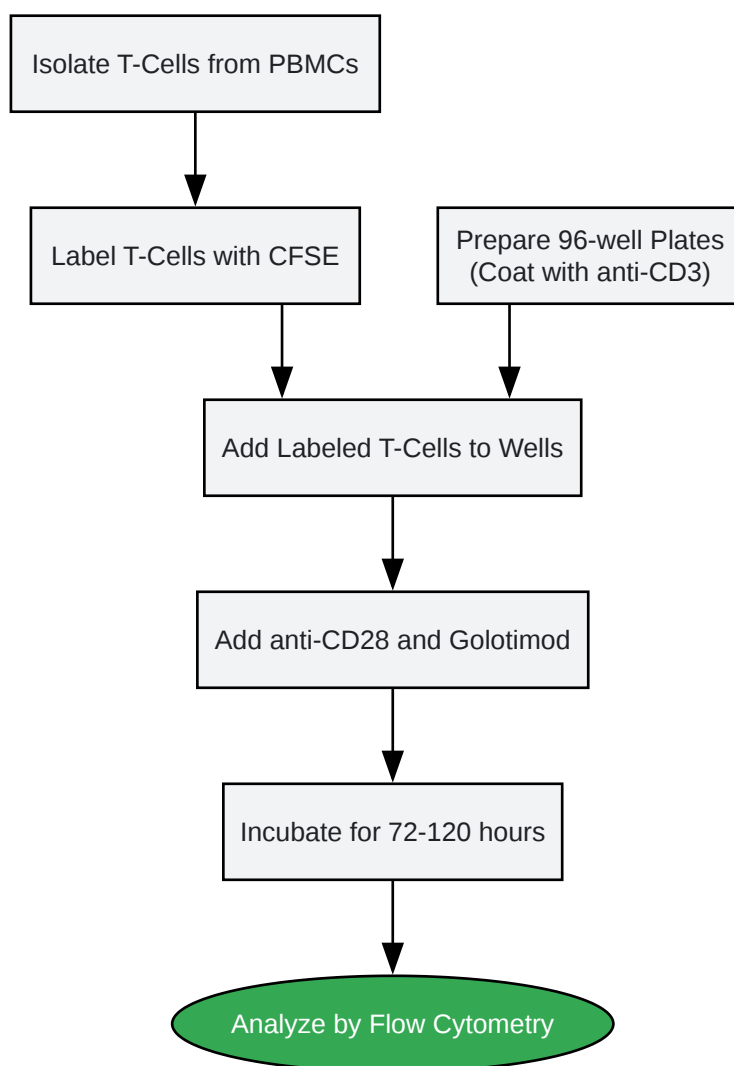 Isolate T-Cells from PBMCs
Label T-Cells with CFSE
Prepare 96-well Plates
(Coat with anti-CD3)
Add Labeled T-Cells to Wells
Add anti-CD28 and Golotimod
Incubate for 72-120 hours
Analyze by Flow Cytometry